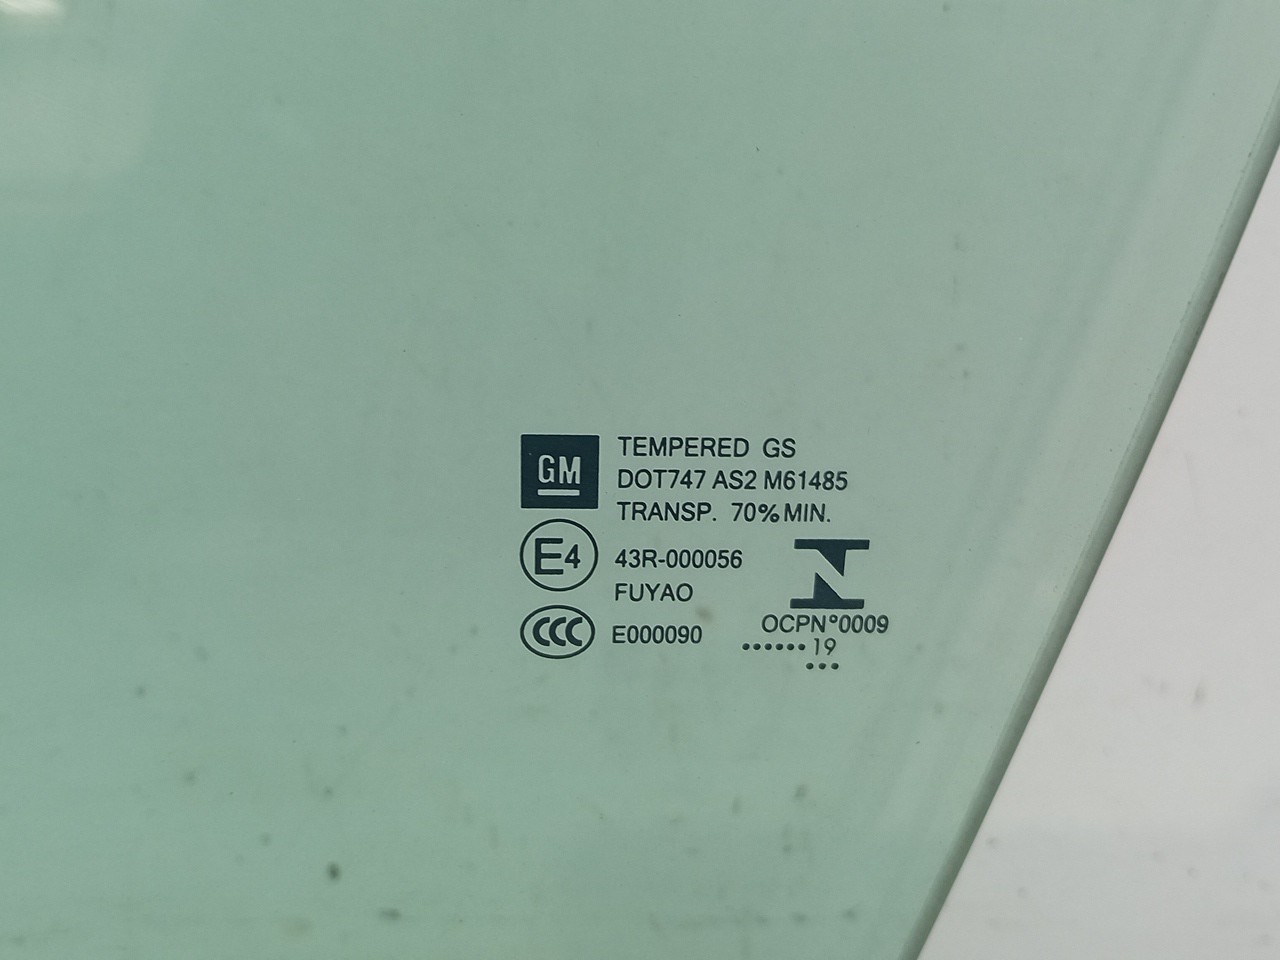 GM
TEMPERED GS
DOT747 AS2 M61485
TRANSP. 70% MIN.
E4
43R-000056
FUYAO
CCC
E000090
OCPN°0009
······19
···